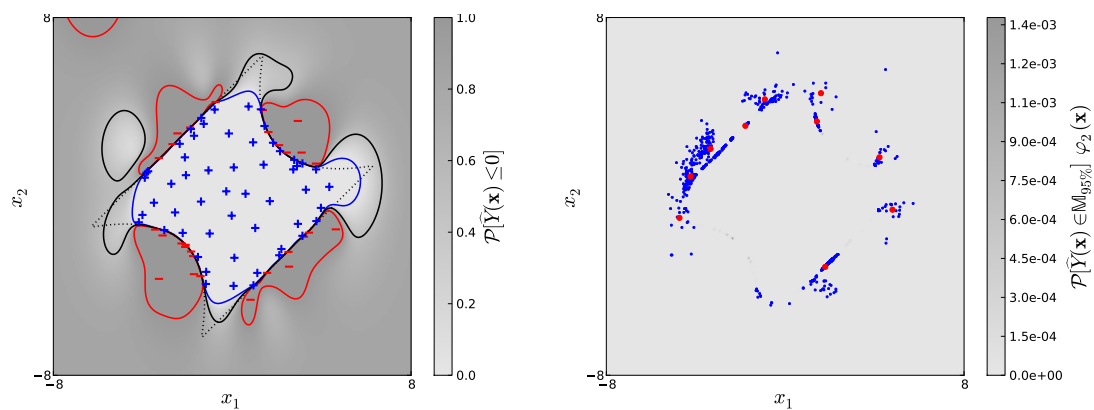 8
−8
−8
8
x₁
x₂
1.0
0.8
0.6
0.4
0.2
0.0
𝒫[Ŷ(𝐱) ≤0]
8
−8
−8
8
x₁
x₂
1.4e-03
1.3e-03
1.1e-03
9.0e-04
7.5e-04
6.0e-04
4.5e-04
3.0e-04
1.5e-04
0.0e+00
𝒫[Ŷ(𝐱) ∈𝕄₉₅%] φ₂(𝐱)